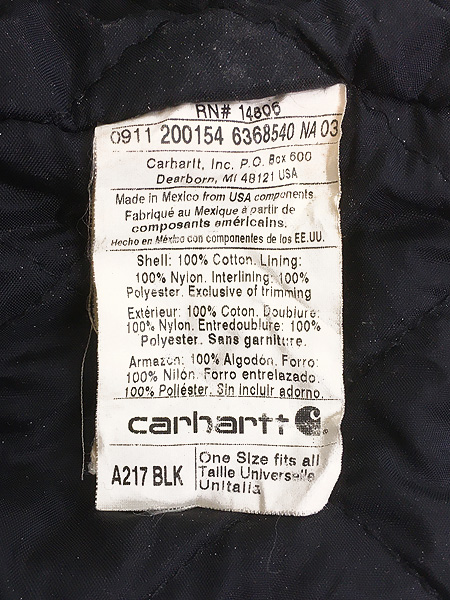 RN# 14806
0911 200154 6368540 NA 03
Carhartt, Inc. P.O. Box 600
Dearborn, MI 48121 USA
Made in Mexico from USA components.
Fabriqué au Mexique à partir de
composants américains.
Hecho en México con componentes de los EE.UU.
Shell: 100% Cotton. Lining:
100% Nylon. Interlining: 100%
Polyester. Exclusive of trimming
Extérieur: 100% Coton. Doublure:
100% Nylon. Entredoublure: 100%
Polyester. Sans garniture.
Armazon: 100% Algodón. Forro:
100% Nilón. Forro entrelazado:
100% Poliéster. Sin incluir adorno.
carhartt
A217 BLK
One Size fits all
Taille Universelle
Unitalia